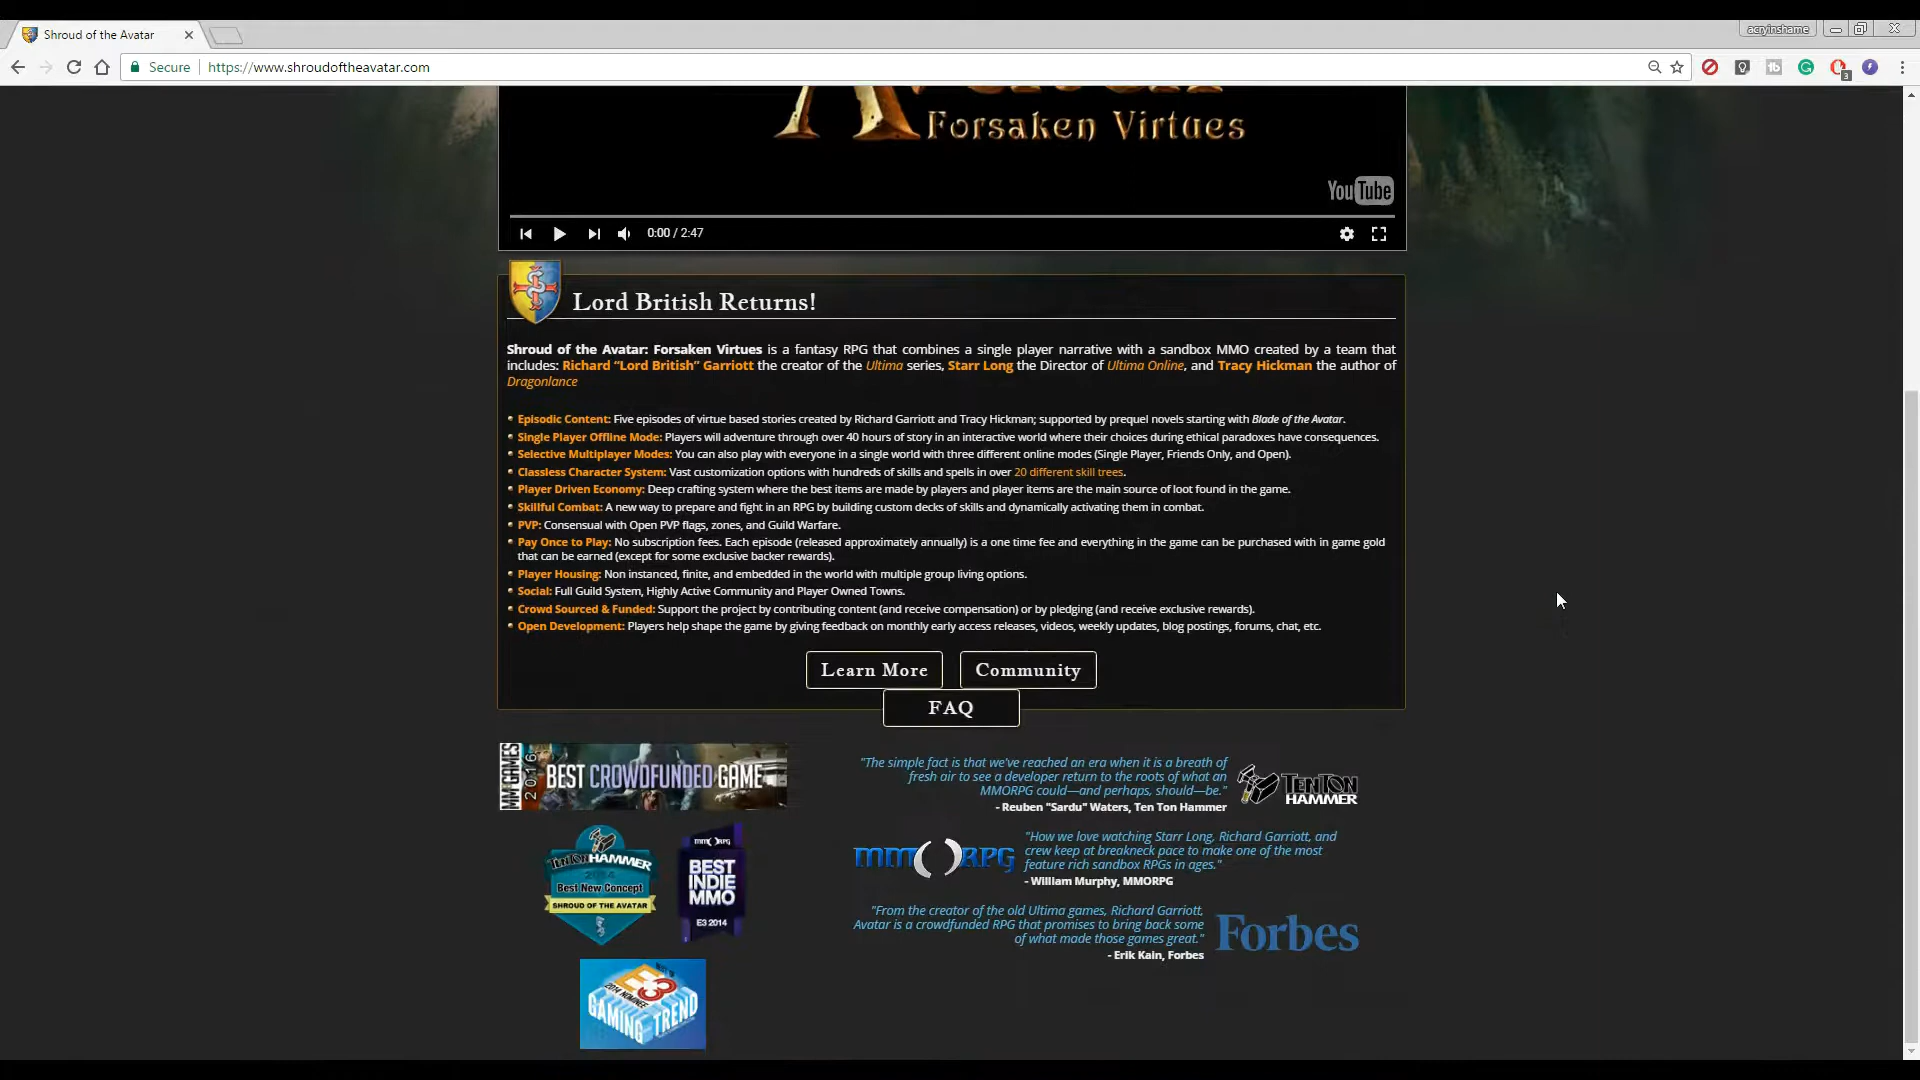 Shroud of the Avatar
acryinshame
Secure https://www.shroudoftheavatar.com
3
Forsaken Virtues
YouTube
0:00 / 2:47
Lord British Returns!
Shroud of the Avatar: Forsaken Virtues is a fantasy RPG that combines a single player narrative with a sandbox MMO created by a team that
includes: Richard "Lord British" Garriott the creator of the Ultima series, Starr Long the Director of Ultima Online, and Tracy Hickman the author of
Dragonlance
Episodic Content: Five episodes of virtue based stories created by Richard Garriott and Tracy Hickman; supported by prequel novels starting with Blade of the Avatar.
Single Player Offline Mode: Players will adventure through over 40 hours of story in an interactive world where their choices during ethical paradoxes have consequences.
Selective Multiplayer Modes: You can also play with everyone in a single world with three different online modes (Single Player, Friends Only, and Open).
Classless Character System: Vast customization options with hundreds of skills and spells in over 20 different skill trees.
Player Driven Economy: Deep crafting system where the best items are made by players and player items are the main source of loot found in the game.
Skillful Combat: A new way to prepare and fight in an RPG by building custom decks of skills and dynamically activating them in combat.
PVP: Consensual with Open PVP flags, zones, and Guild Warfare.
Pay Once to Play: No subscription fees. Each episode (released approximately annually) is a one time fee and everything in the game can be purchased with in game gold
that can be earned (except for some exclusive backer rewards).
Player Housing: Non instanced, finite, and embedded in the world with multiple group living options.
Social: Full Guild System, Highly Active Community and Player Owned Towns.
Crowd Sourced & Funded: Support the project by contributing content (and receive compensation) or by pledging (and receive exclusive rewards).
Open Development: Players help shape the game by giving feedback on monthly early access releases, videos, weekly updates, blog postings, forums, chat, etc.
Learn More
Community
FAQ
MMOGAMES
2016
BEST CROWDFUNDED GAME
"The simple fact is that we've reached an era when it is a breath of
fresh air to see a developer return to the roots of what an
MMORPG could—and perhaps, should—be."
- Reuben "Sardu" Waters, Ten Ton Hammer
TENTON
HAMMER
TENTONHAMMER
2014
Best New Concept
SHROUD OF THE AVATAR
MMORPG
BEST
INDIE
MMO
E3 2014
MMORPG
"How we love watching Starr Long, Richard Garriott, and
crew keep at breakneck pace to make one of the most
feature rich sandbox RPGs in ages."
- William Murphy, MMORPG
"From the creator of the old Ultima games, Richard Garriott,
Avatar is a crowdfunded RPG that promises to bring back some
of what made those games great."
- Erik Kain, Forbes
Forbes
BEST OF
E3
2014 NOMINEE
GAMING TREND